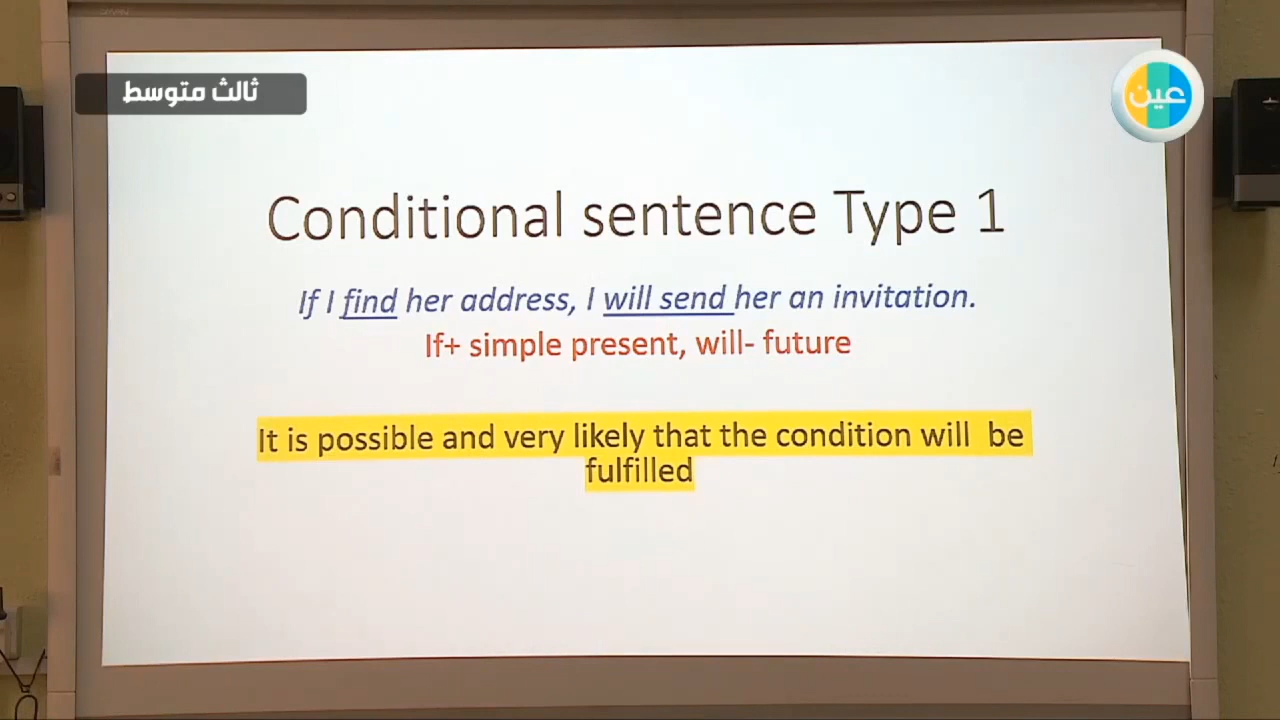 ثالث متوسط
عين
Conditional sentence Type 1
If I find her address, I will send her an invitation.
If+ simple present, will- future
It is possible and very likely that the condition will be
fulfilled